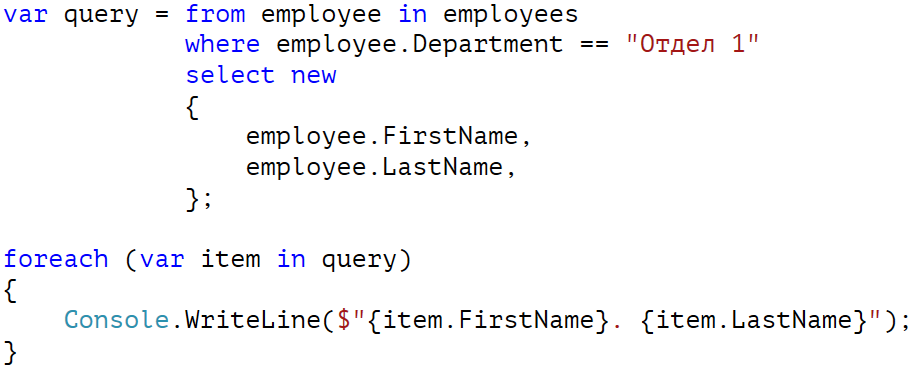 var query = from employee in employees
            where employee.Department == "Отдел 1"
            select new
            {
                employee.FirstName,
                employee.LastName,
            };

foreach (var item in query)
{
    Console.WriteLine($"{item.FirstName}. {item.LastName}");
}